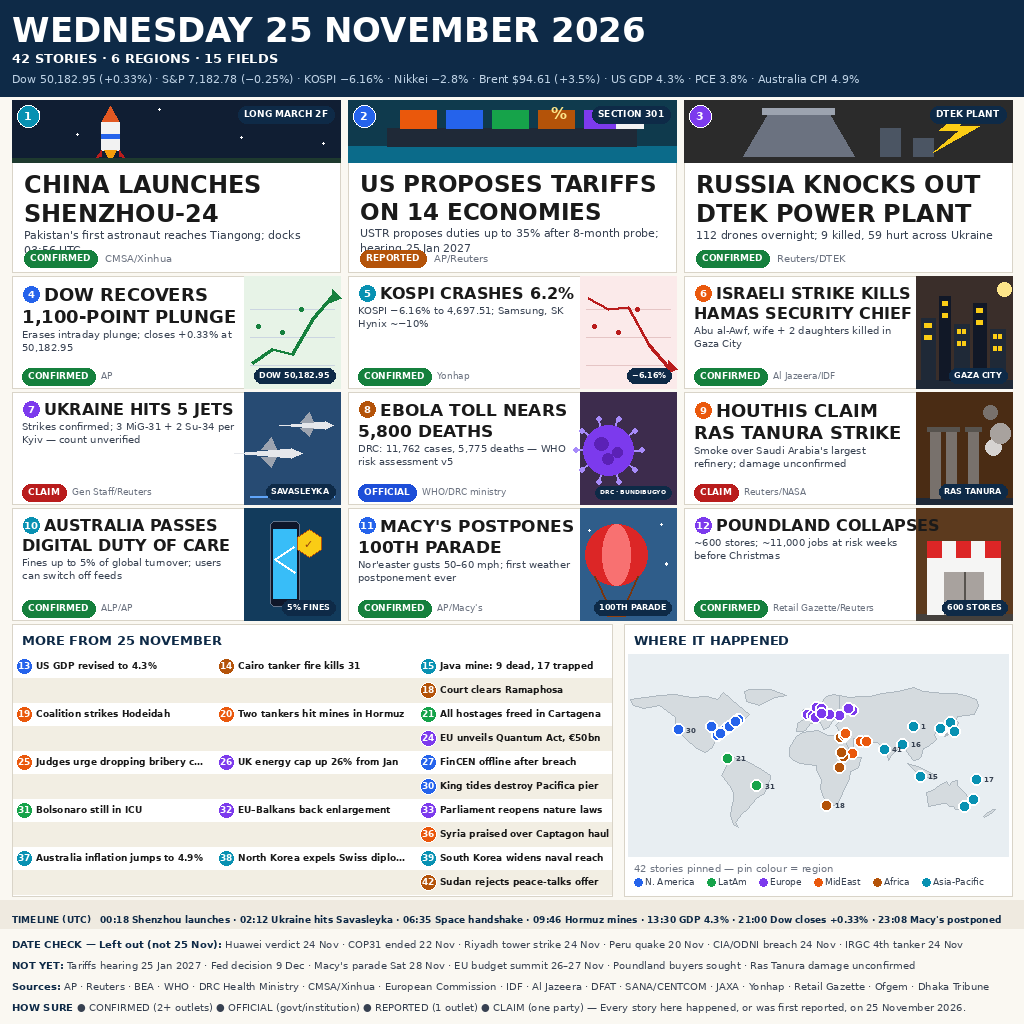 WEDNESDAY 25 NOVEMBER 2026
42 STORIES · 6 REGIONS · 15 FIELDS
Dow 50,182.95 (+0.33%) · S&P 7,182.78 (−0.25%) · KOSPI −6.16% · Nikkei −2.8% · Brent $94.61 (+3.5%) · US GDP 4.3% · PCE 3.8% · Australia CPI 4.9%
1
LONG MARCH 2F
CHINA LAUNCHES
SHENZHOU-24
Pakistan's first astronaut reaches Tiangong; docks
03:56 UTC
CONFIRMED CMSA/Xinhua
2
%
SECTION 301
US PROPOSES TARIFFS
ON 14 ECONOMIES
USTR proposes duties up to 35% after 8-month probe;
hearing 25 Jan 2027
REPORTED AP/Reuters
3
DTEK PLANT
RUSSIA KNOCKS OUT
DTEK POWER PLANT
112 drones overnight; 9 killed, 59 hurt across Ukraine
CONFIRMED Reuters/DTEK
4 DOW RECOVERS
1,100-POINT PLUNGE
Erases intraday plunge; closes +0.33% at
50,182.95
CONFIRMED AP
DOW 50,182.95
5 KOSPI CRASHES 6.2%
KOSPI −6.16% to 4,697.51; Samsung, SK
Hynix ~−10%
CONFIRMED Yonhap
−6.16%
6 ISRAELI STRIKE KILLS
HAMAS SECURITY CHIEF
Abu al-Awf, wife + 2 daughters killed in
Gaza City
CONFIRMED Al Jazeera/IDF
GAZA CITY
7 UKRAINE HITS 5 JETS
Strikes confirmed; 3 MiG-31 + 2 Su-34 per
Kyiv — count unverified
CLAIM Gen Staff/Reuters
SAVASLEYKA
8 EBOLA TOLL NEARS
5,800 DEATHS
DRC: 11,762 cases, 5,775 deaths — WHO
risk assessment v5
OFFICIAL WHO/DRC ministry
DRC · BUNDIBUGYO
9 HOUTHIS CLAIM
RAS TANURA STRIKE
Smoke over Saudi Arabia's largest
refinery; damage unconfirmed
CLAIM Reuters/NASA
RAS TANURA
10 AUSTRALIA PASSES
DIGITAL DUTY OF CARE
Fines up to 5% of global turnover; users
can switch off feeds
CONFIRMED ALP/AP
✓
5% FINES
11 MACY'S POSTPONES
100TH PARADE
Nor'easter gusts 50–60 mph; first weather
postponement ever
CONFIRMED AP/Macy's
100TH PARADE
12 POUNDLAND COLLAPSES
~600 stores; ~11,000 jobs at risk weeks
before Christmas
CONFIRMED Retail Gazette/Reuters
600 STORES
MORE FROM 25 NOVEMBER
13 US GDP revised to 4.3% 14 Cairo tanker fire kills 31 15 Java mine: 9 dead, 17 trapped
18 Court clears Ramaphosa
19 Coalition strikes Hodeidah 20 Two tankers hit mines in Hormuz 21 All hostages freed in Cartagena
24 EU unveils Quantum Act, €50bn
25 Judges urge dropping bribery c… 26 UK energy cap up 26% from Jan 27 FinCEN offline after breach
30 King tides destroy Pacifica pier
31 Bolsonaro still in ICU 32 EU–Balkans back enlargement 33 Parliament reopens nature laws
36 Syria praised over Captagon haul
37 Australia inflation jumps to 4.9% 38 North Korea expels Swiss diplo… 39 South Korea widens naval reach
42 Sudan rejects peace-talks offer
WHERE IT HAPPENED
30
1
41
16
21
15
17
31
18
42 stories pinned — pin colour = region
N. America LatAm Europe MidEast Africa Asia-Pacific
TIMELINE (UTC) 00:18 Shenzhou launches · 02:12 Ukraine hits Savasleyka · 06:35 Space handshake · 09:46 Hormuz mines · 13:30 GDP 4.3% · 21:00 Dow closes +0.33% · 23:08 Macy's postponed
DATE CHECK — Left out (not 25 Nov): Huawei verdict 24 Nov · COP31 ended 22 Nov · Riyadh tower strike 24 Nov · Peru quake 20 Nov · CIA/ODNI breach 24 Nov · IRGC 4th tanker 24 Nov
NOT YET: Tariffs hearing 25 Jan 2027 · Fed decision 9 Dec · Macy's parade Sat 28 Nov · EU budget summit 26–27 Nov · Poundland buyers sought · Ras Tanura damage unconfirmed
Sources: AP · Reuters · BEA · WHO · DRC Health Ministry · CMSA/Xinhua · European Commission · IDF · Al Jazeera · DFAT · SANA/CENTCOM · JAXA · Yonhap · Retail Gazette · Ofgem · Dhaka Tribune
HOW SURE ● CONFIRMED (2+ outlets) ● OFFICIAL (govt/institution) ● REPORTED (1 outlet) ● CLAIM (one party) — Every story here happened, or was first reported, on 25 November 2026.